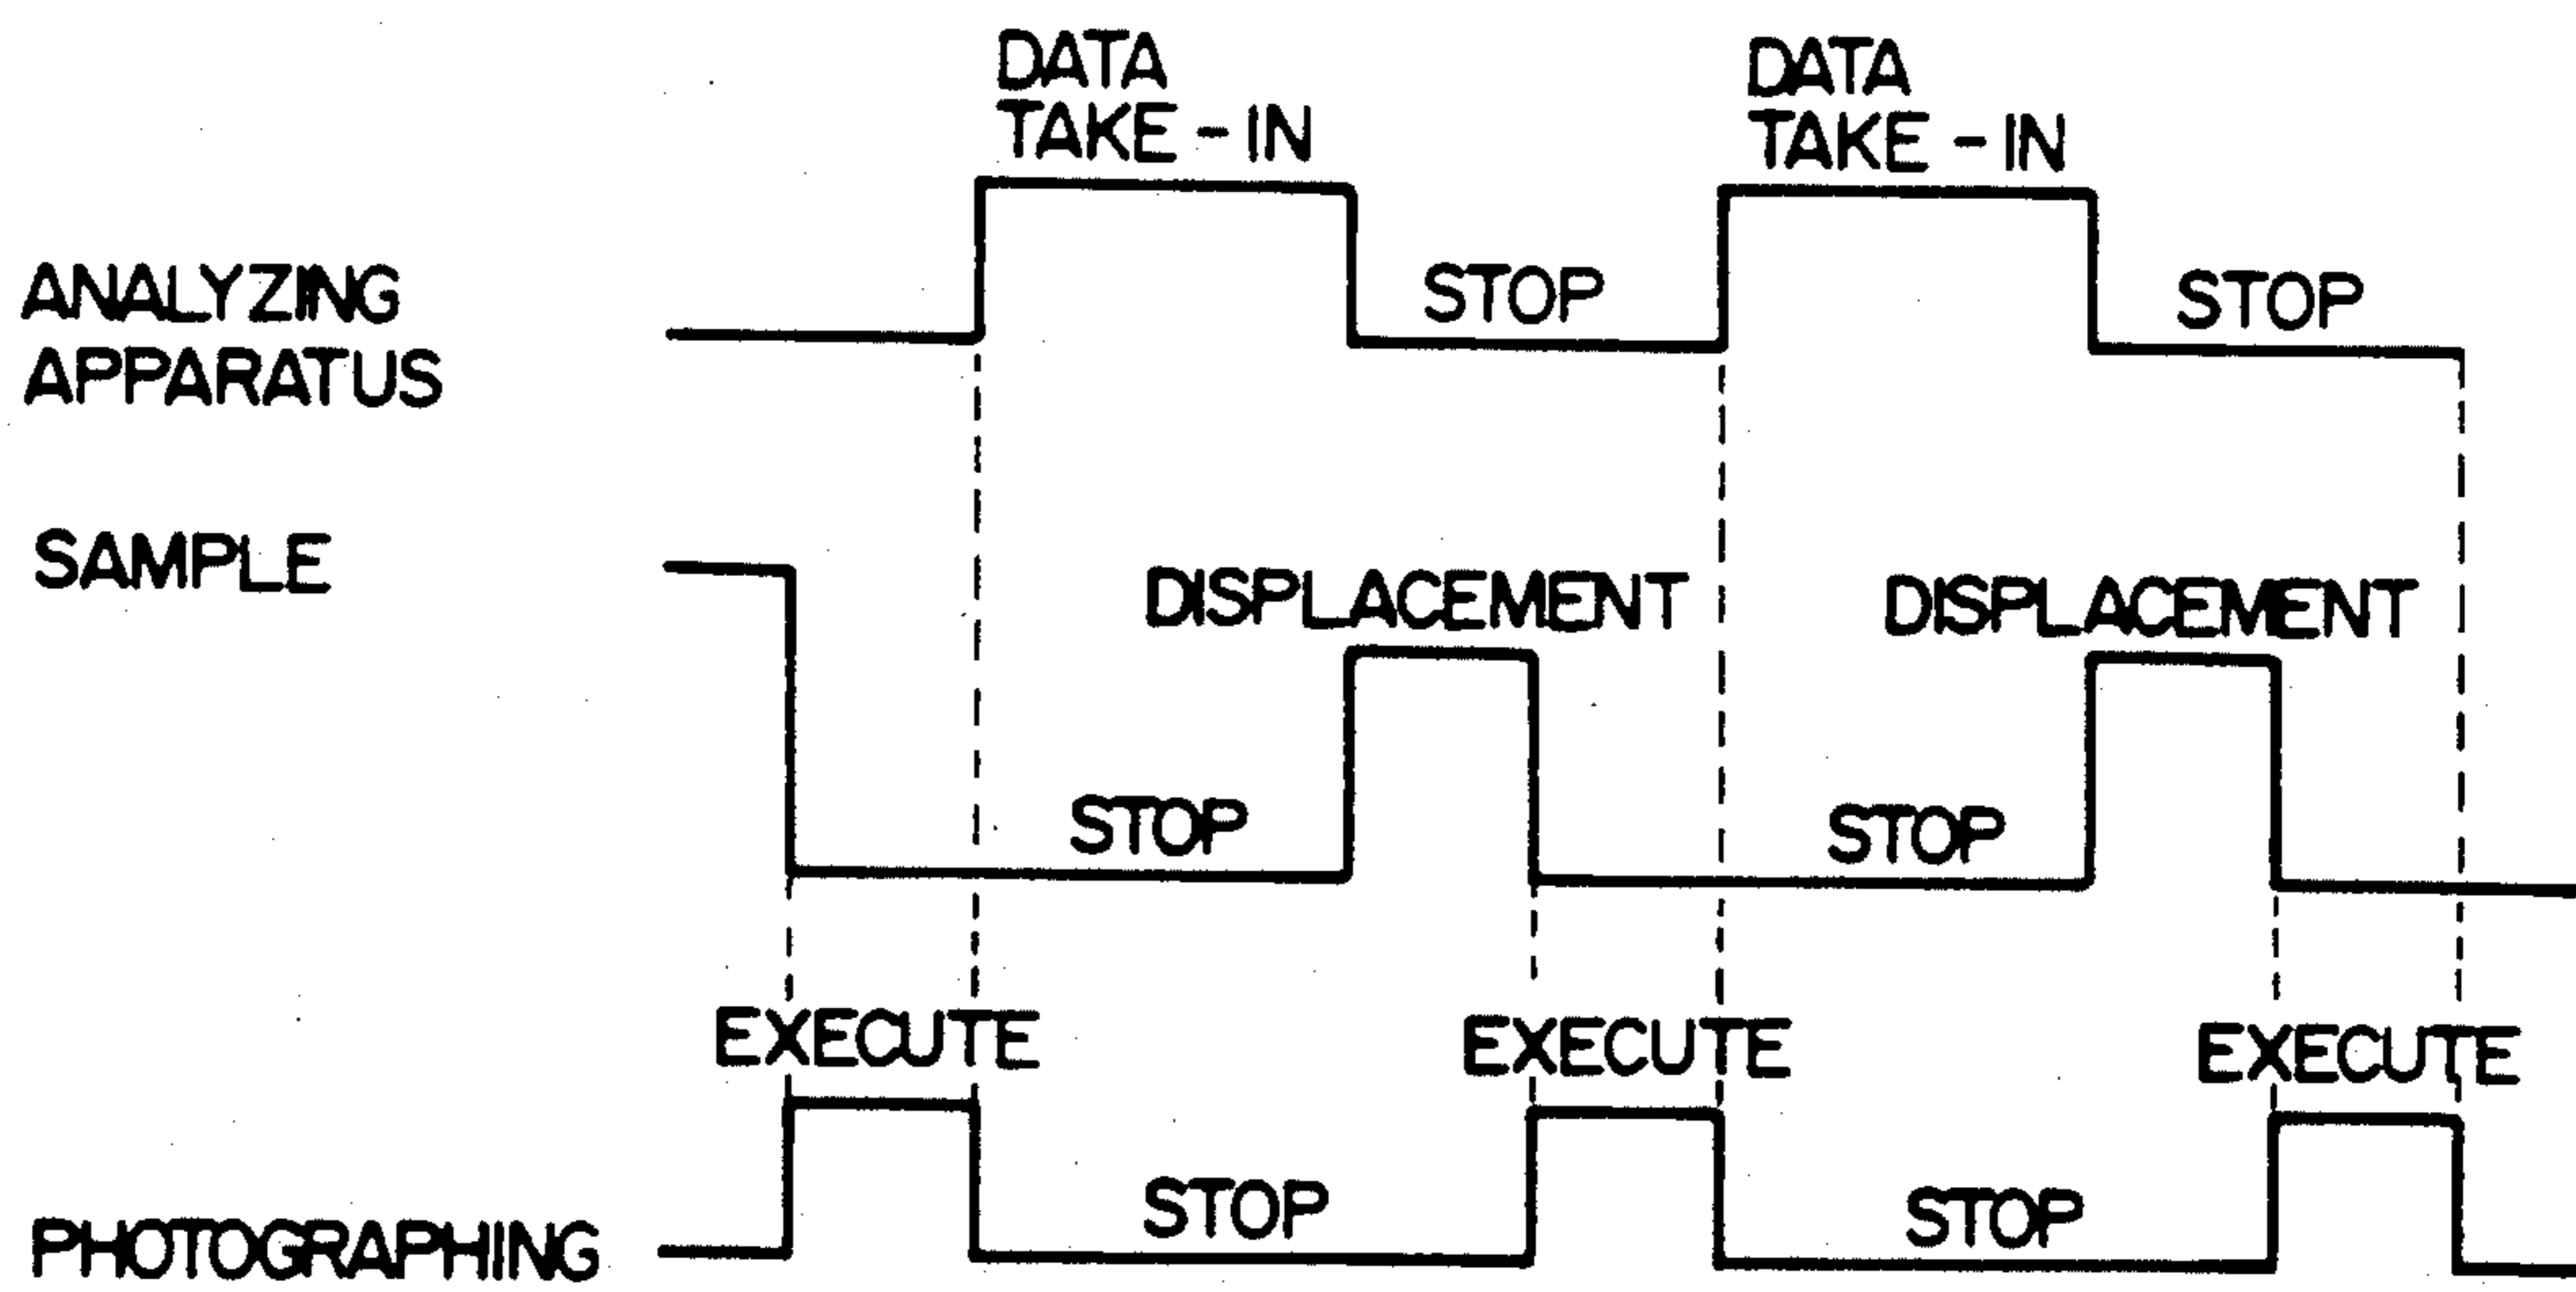 DATA
TAKE-IN
DATA
TAKE-IN
ANALYZING
APPARATUS
STOP
STOP
SAMPLE
DISPLACEMENT
DISPLACEMENT
STOP
STOP
EXECUTE
EXECUTE
EXECUTE
PHOTOGRAPHING
STOP
STOP